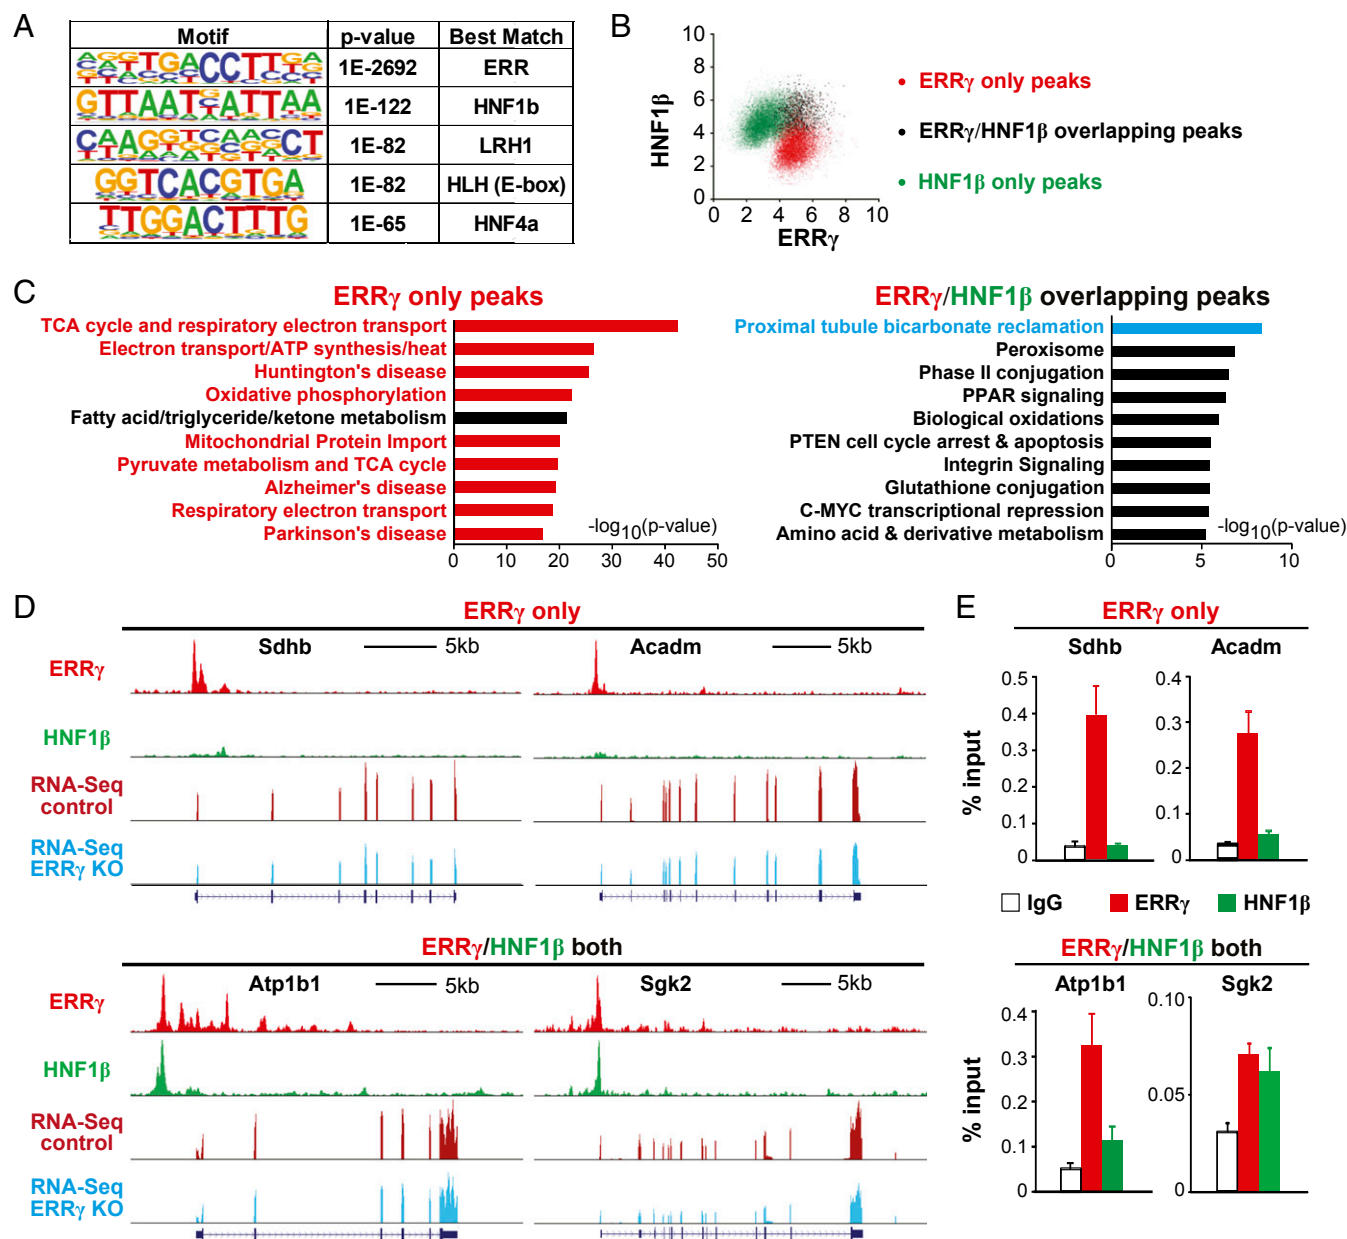 A
Motif p-value Best Match
1E-2692 ERR
GTTAATGATTAA 1E-122 HNF1b
1E-82 LRH1
GGTCACGTGA 1E-82 HLH (E-box)
TTGGACTTTG 1E-65 HNF4a
B
HNF1β
10
8
6
4
2
0
0 2 4 6 8 10
ERRγ
ERRγ only peaks
ERRγ/HNF1β overlapping peaks
HNF1β only peaks
C
ERRγ only peaks
TCA cycle and respiratory electron transport
Electron transport/ATP synthesis/heat
Huntington's disease
Oxidative phosphorylation
Fatty acid/triglyceride/ketone metabolism
Mitochondrial Protein Import
Pyruvate metabolism and TCA cycle
Alzheimer's disease
Respiratory electron transport
Parkinson's disease
-log10(p-value)
0 10 20 30 40 50
ERRγ/HNF1β overlapping peaks
Proximal tubule bicarbonate reclamation
Peroxisome
Phase II conjugation
PPAR signaling
Biological oxidations
PTEN cell cycle arrest & apoptosis
Integrin Signaling
Glutathione conjugation
C-MYC transcriptional repression
Amino acid & derivative metabolism
-log10(p-value)
0 5 10
D
ERRγ only
Sdhb 5kb Acadm 5kb
ERRγ
HNF1β
RNA-Seq
control
RNA-Seq
ERRγ KO
ERRγ/HNF1β both
Atp1b1 5kb Sgk2 5kb
ERRγ
HNF1β
RNA-Seq
control
RNA-Seq
ERRγ KO
E
ERRγ only
Sdhb
% input
0.5
0.4
0.3
0.2
0.1
0
Acadm
0.4
0.3
0.2
0.1
0
IgG ERRγ HNF1β
ERRγ/HNF1β both
Atp1b1
% input
0.4
0.3
0.2
0.1
0
Sgk2
0.10
0.05
0